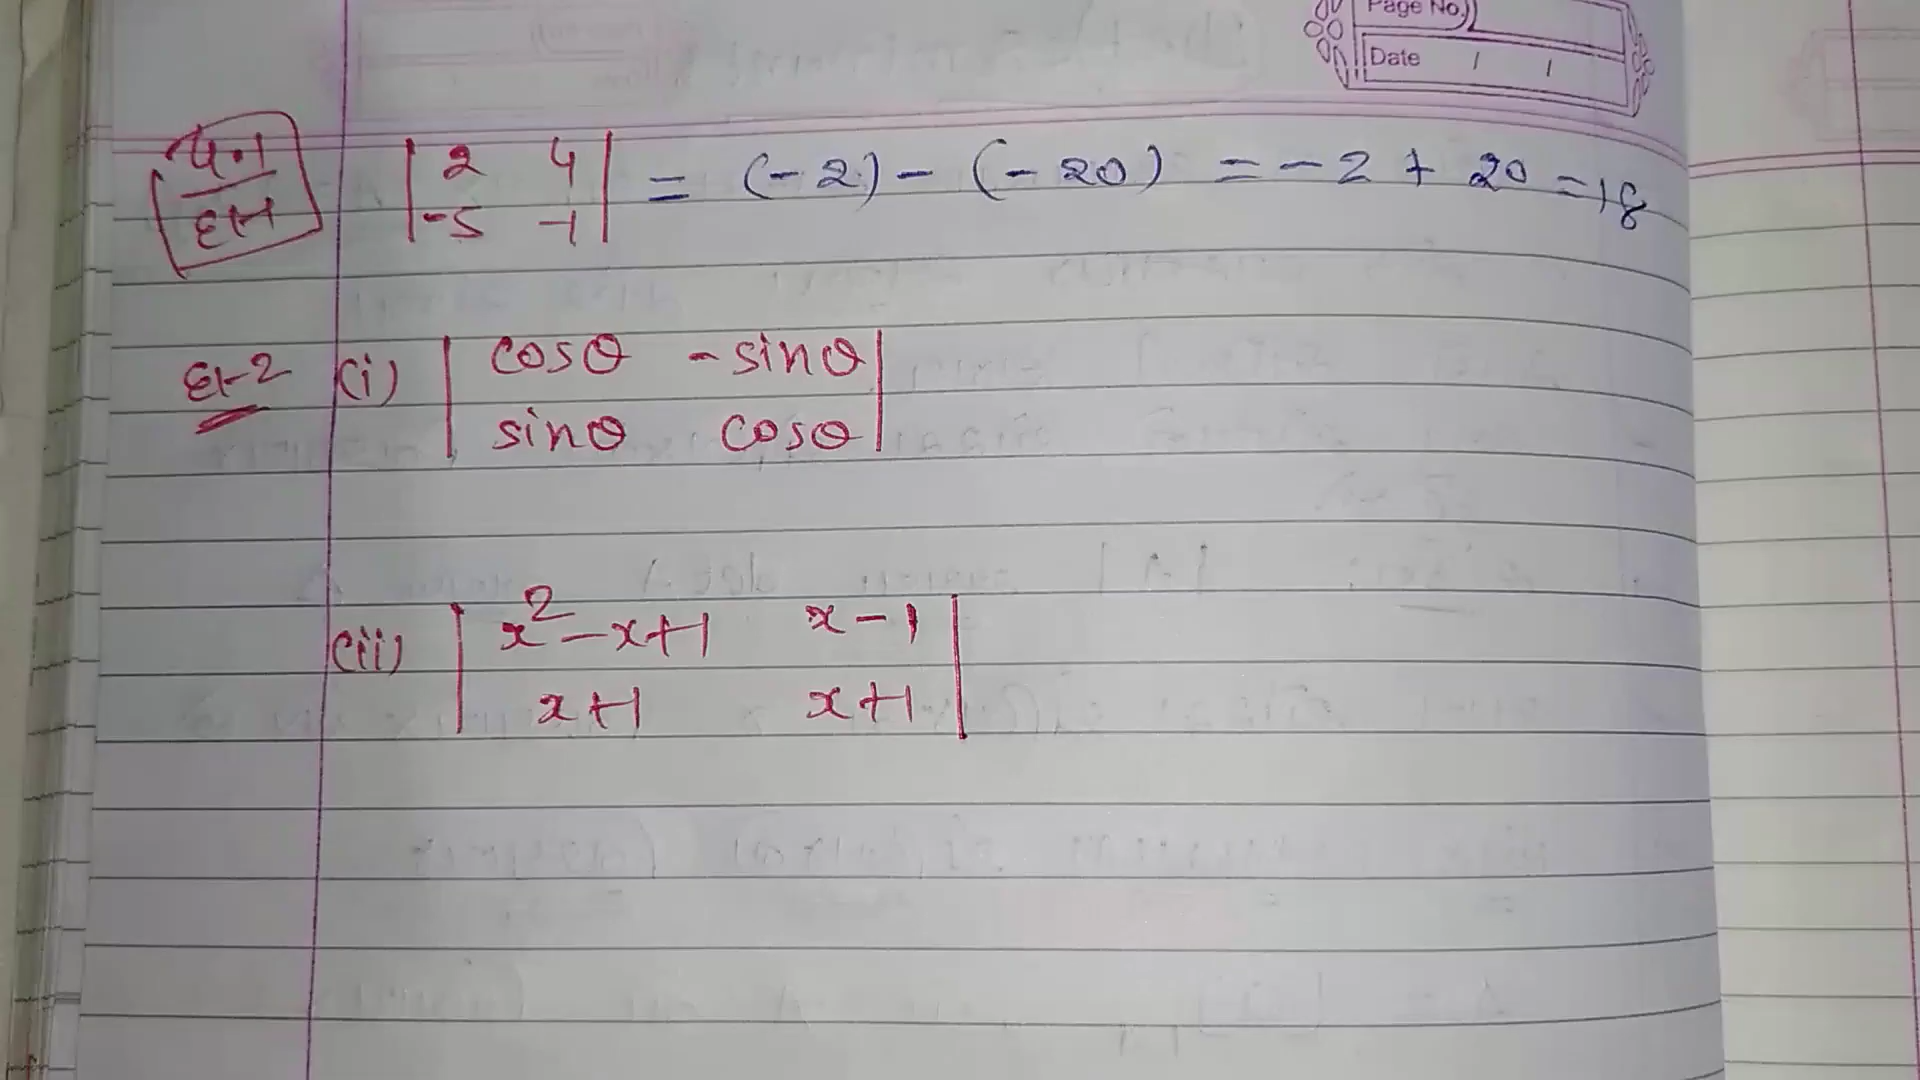 Page No.
Date / /
4.1
| 2 4 | = (-2) - (-20) = -2 + 20 = 18
| -5 -1 |
(i) | cosθ -sinθ |
| sinθ cosθ |
(ii) | x²-x+1 x-1 |
| x+1 x+1 |